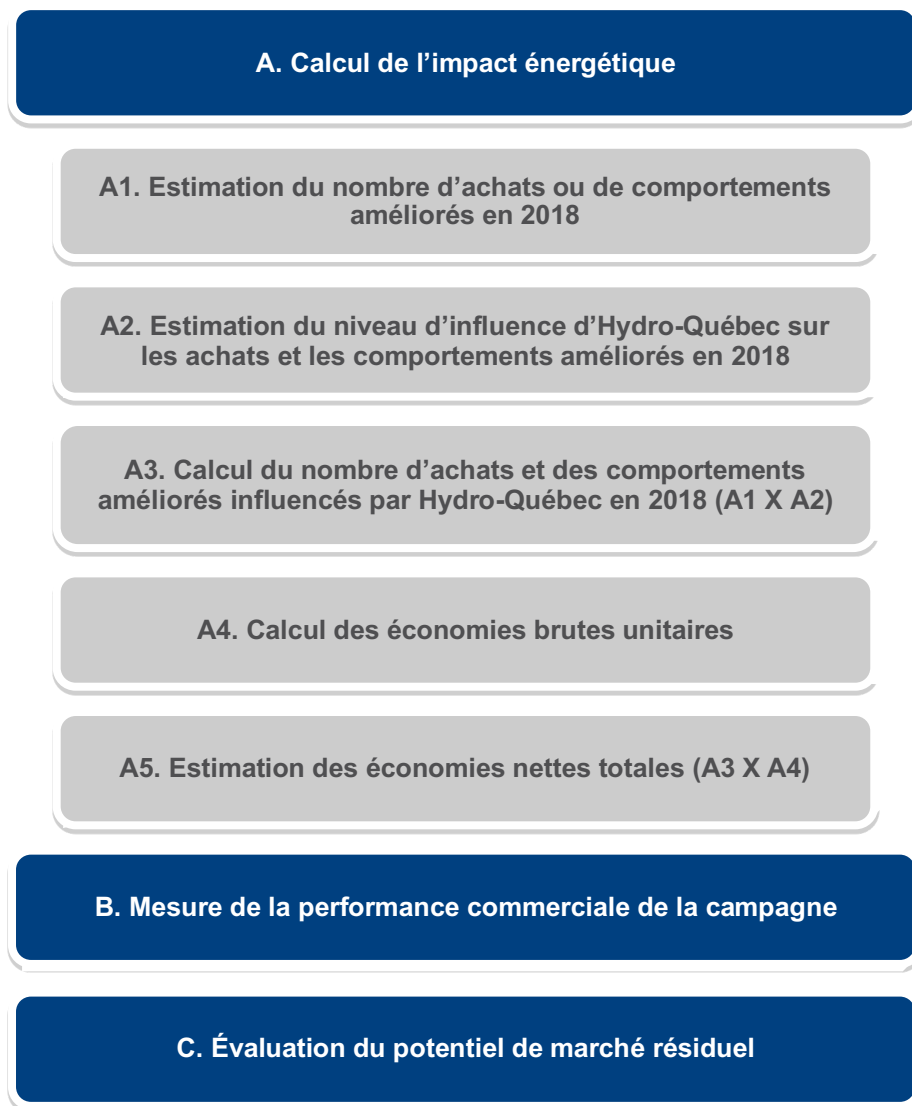 A. Calcul de l’impact énergétique
A1. Estimation du nombre d’achats ou de comportements
améliorés en 2018
A2. Estimation du niveau d’influence d’Hydro-Québec sur
les achats et les comportements améliorés en 2018
A3. Calcul du nombre d’achats et des comportements
améliorés influencés par Hydro-Québec en 2018 (A1 X A2)
A4. Calcul des économies brutes unitaires
A5. Estimation des économies nettes totales (A3 X A4)
B. Mesure de la performance commerciale de la campagne
C. Évaluation du potentiel de marché résiduel